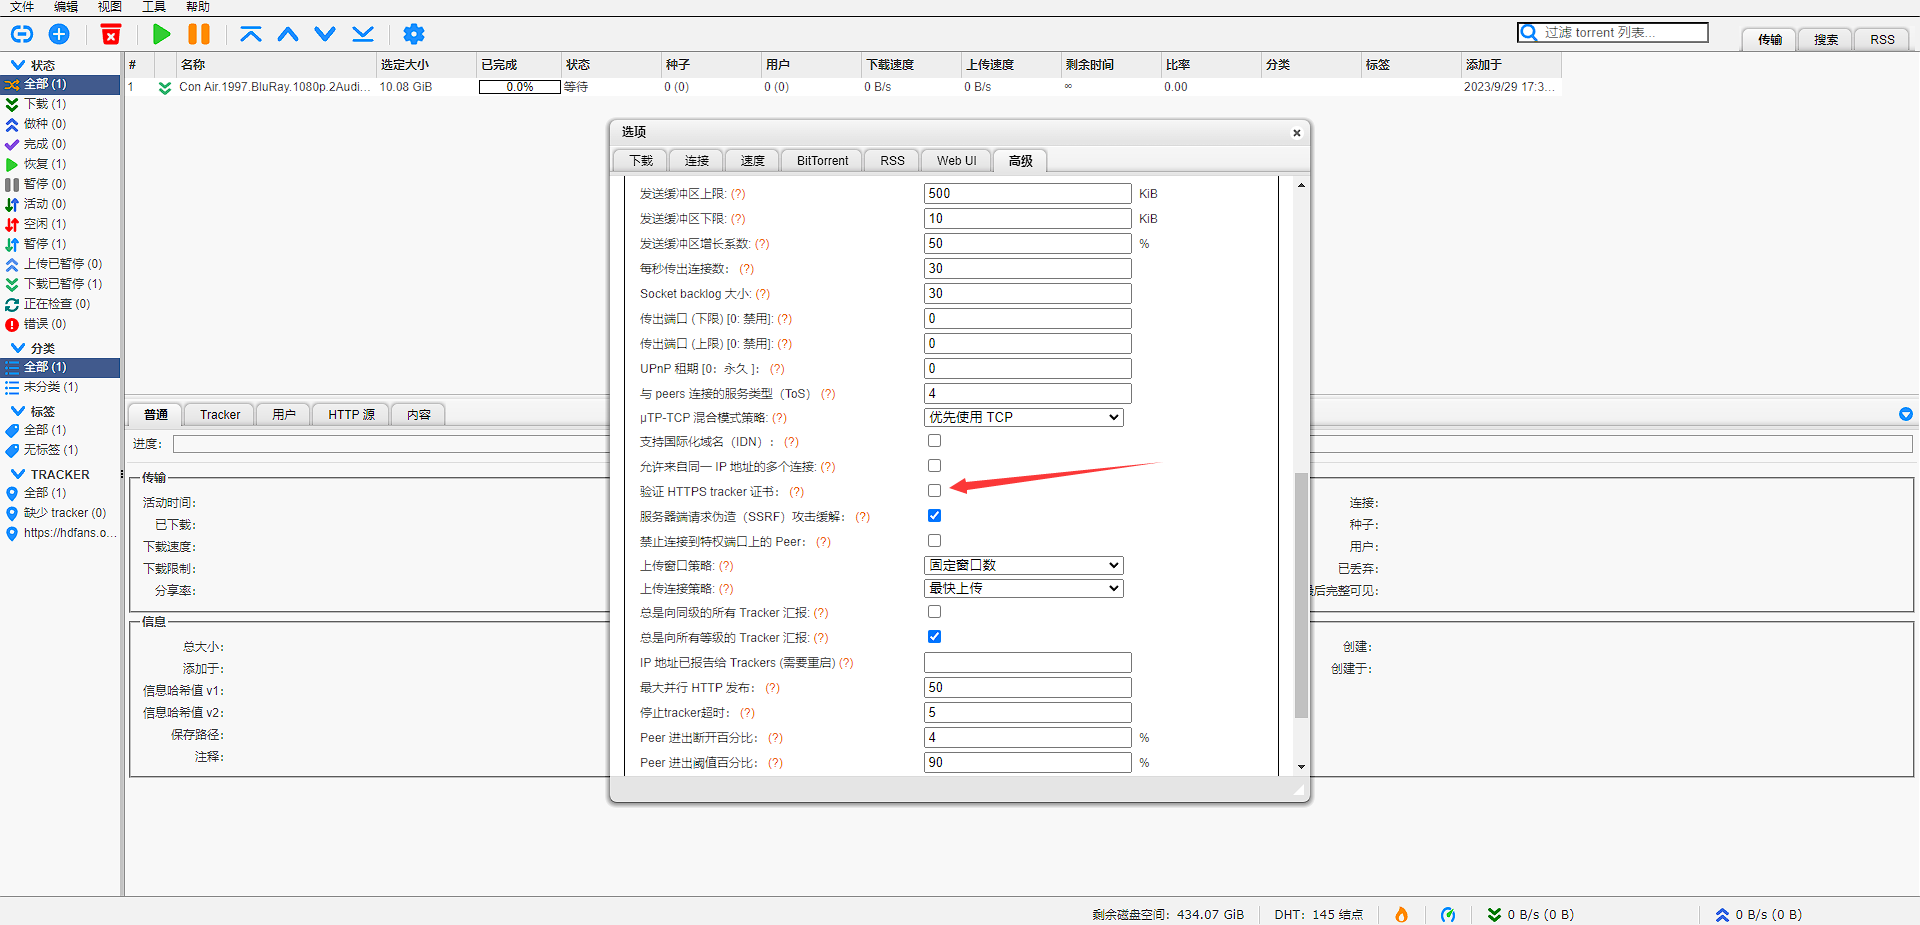 文件 编辑 视图 工具 帮助
过滤 torrent 列表...
传输 搜索 RSS
状态
全部 (1)
下载 (1)
做种 (0)
完成 (0)
恢复 (1)
暂停 (0)
活动 (0)
空闲 (1)
暂停 (1)
上传已暂停 (0)
下载已暂停 (1)
正在检查 (0)
错误 (0)
分类
全部 (1)
未分类 (1)
标签
全部 (1)
无标签 (1)
TRACKER
全部 (1)
缺少 tracker (0)
https://hdfans.o...
# 名称 选定大小 已完成 状态 种子 用户 下载速度 上传速度 剩余时间 比率 分类 标签 添加于
1 Con Air.1997.BluRay.1080p.2Audi... 10.08 GiB 0.0% 等待 0 (0) 0 (0) 0 B/s 0 B/s ∞ 0.00 2023/9/29 17:3...
选项
下载 连接 速度 BitTorrent RSS Web UI 高级
发送缓冲区上限: (?) 500 KiB
发送缓冲区下限: (?) 10 KiB
发送缓冲区增长系数: (?) 50 %
每秒传出连接数： (?) 30
Socket backlog 大小: (?) 30
传出端口 (下限) [0: 禁用]: (?) 0
传出端口 (上限) [0: 禁用]: (?) 0
UPnP 租期 [0：永久 ]： (?) 0
与 peers 连接的服务类型（ToS） (?) 4
μTP-TCP 混合模式策略: (?) 优先使用 TCP
支持国际化域名（IDN）： (?)
允许来自同一 IP 地址的多个连接: (?)
验证 HTTPS tracker 证书： (?)
服务器端请求伪造（SSRF）攻击缓解： (?)
禁止连接到特权端口上的 Peer： (?)
上传窗口策略: (?) 固定窗口数
上传连接策略: (?) 最快上传
总是向同级的所有 Tracker 汇报: (?)
总是向所有等级的 Tracker 汇报: (?)
IP 地址已报告给 Trackers (需要重启) (?)
最大并行 HTTP 发布： (?) 50
停止tracker超时： (?) 5
Peer 进出断开百分比： (?) 4 %
Peer 进出阈值百分比： (?) 90 %
普通 Tracker 用户 HTTP 源 内容
进度：
传输
活动时间:
已下载:
下载速度:
下载限制:
分享率:
连接:
种子:
用户:
已丢弃:
后完整可见:
信息
总大小:
添加于:
信息哈希值 v1:
信息哈希值 v2:
保存路径:
注释:
创建:
创建于:
剩余磁盘空间：434.07 GiB DHT：145 结点 0 B/s (0 B) 0 B/s (0 B)